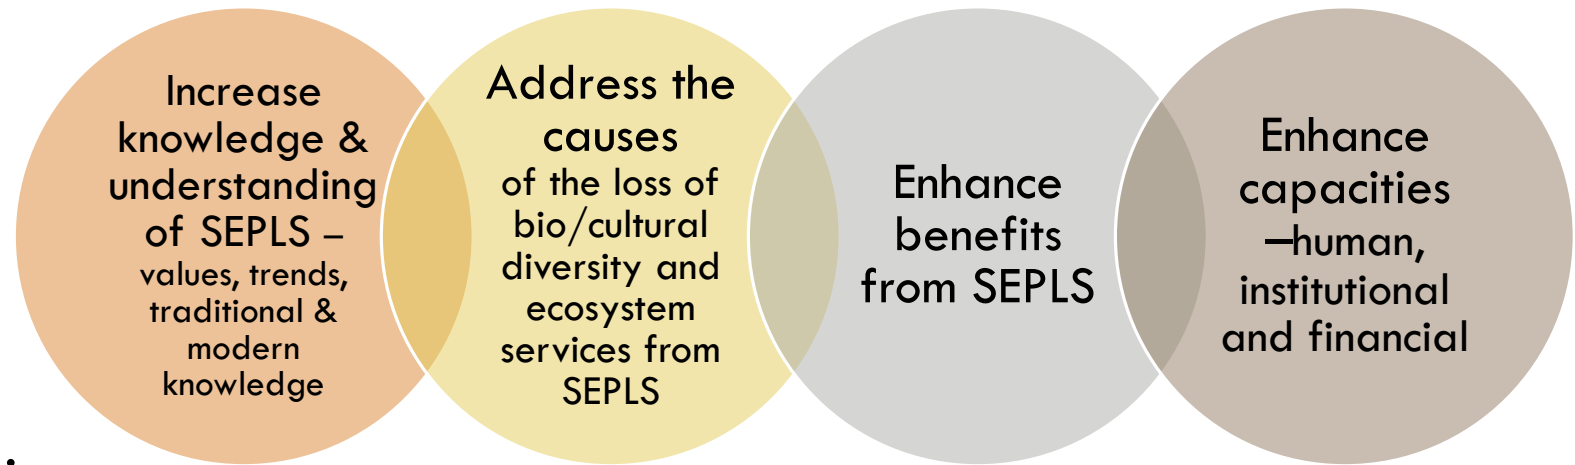 Increase
knowledge &
understanding
of SEPLS –
values, trends,
traditional &
modern
knowledge
Address the
causes
of the loss of
bio/cultural
diversity and
ecosystem
services from
SEPLS
Enhance
benefits
from SEPLS
Enhance
capacities
–human,
institutional
and financial
.